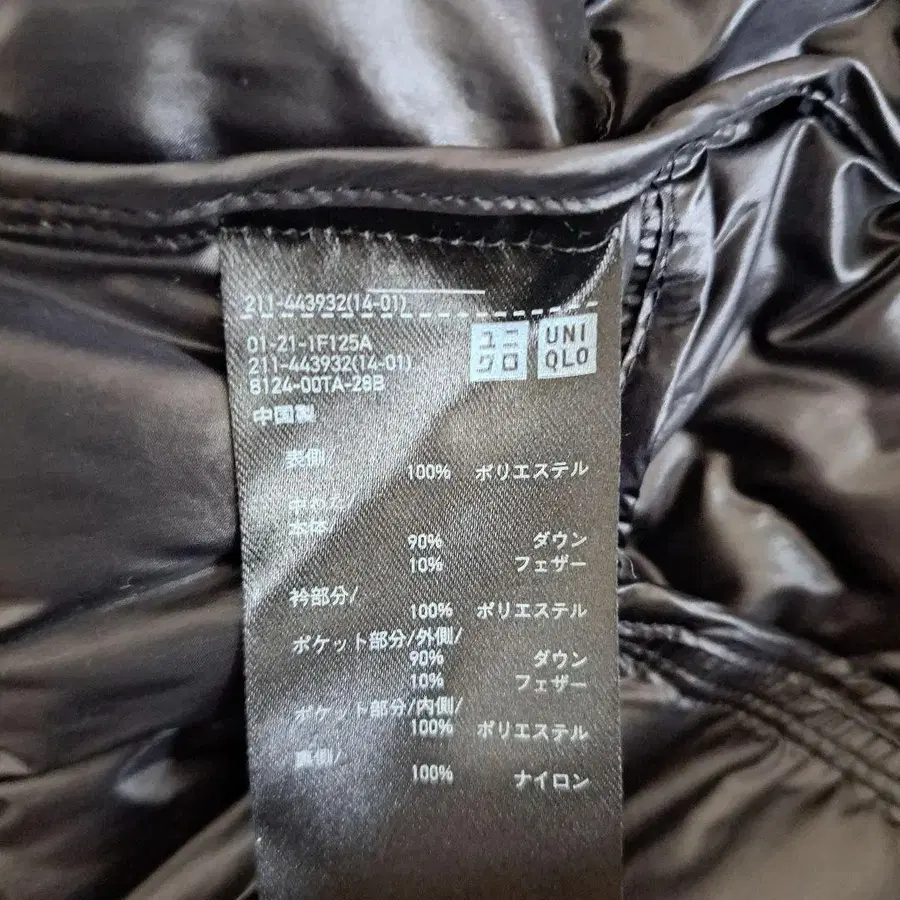 211-443932(14-01)
01-21-1F125A
211-443932(14-01)
8124-00TA-28B
ユニクロ
UNIQLO
中国製
表側/
100% ポリエステル
中わた/
本体/
90% ダウン
10% フェザー
衿部分/
100% ポリエステル
ポケット部分/外側/
90% ダウン
10% フェザー
ポケット部分/内側/
100% ポリエステル
裏側/
100% ナイロン